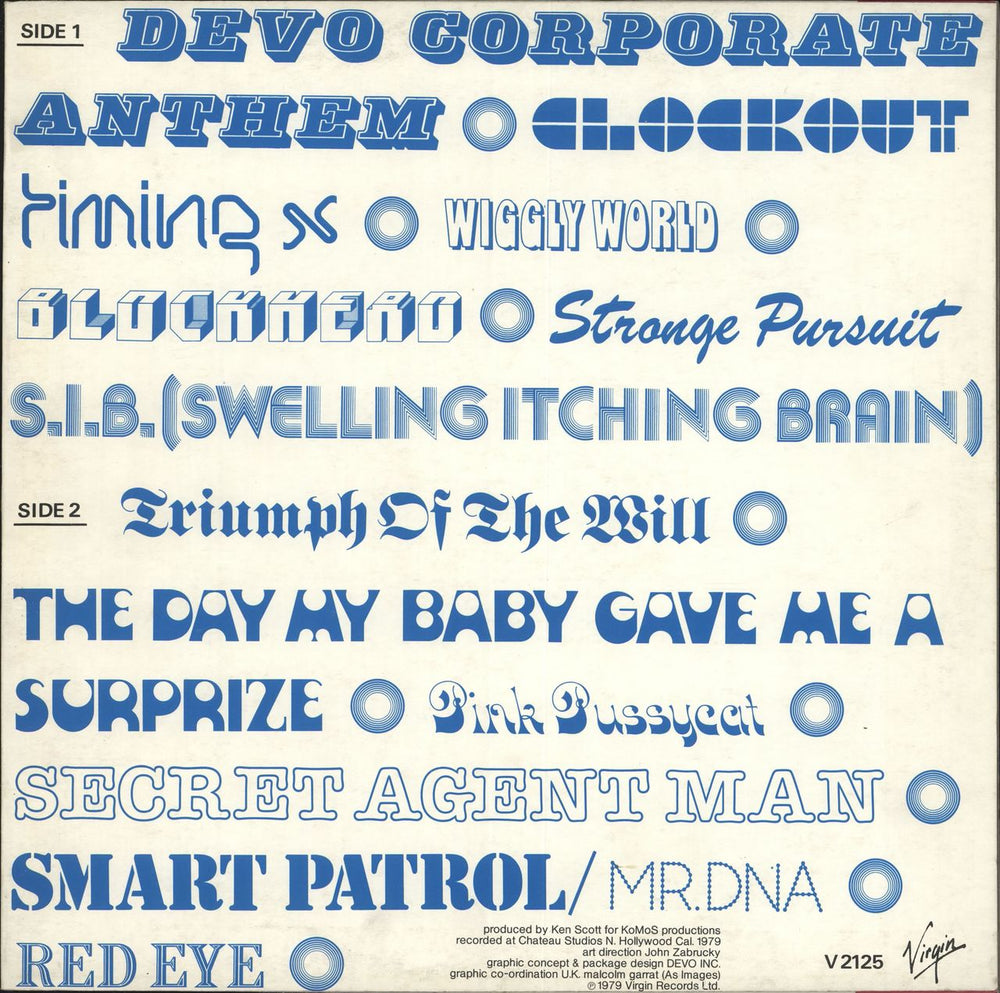 SIDE 1 DEVO CORPORATE
ANTHEM CLOCKOUT
timing x WIGGLY WORLD
BLOCKHEAD Stronge Pursuit
S.I.B. (SWELLING ITCHING BRAIN)
SIDE 2 Triumph Of The Will
THE DAY MY BABY GAVE ME A
SURPRIZE Pink Pussycat
SECRET AGENT MAN
SMART PATROL/MR.DNA
RED EYE
produced by Ken Scott for KoMoS productions
recorded at Chateau Studios N. Hollywood Cal. 1979
art direction John Zabrucky
graphic concept & package design DEVO INC.
graphic co-ordination U.K. malcolm garrat (As Images)
℗1979 Virgin Records Ltd.
V2125 Virgin